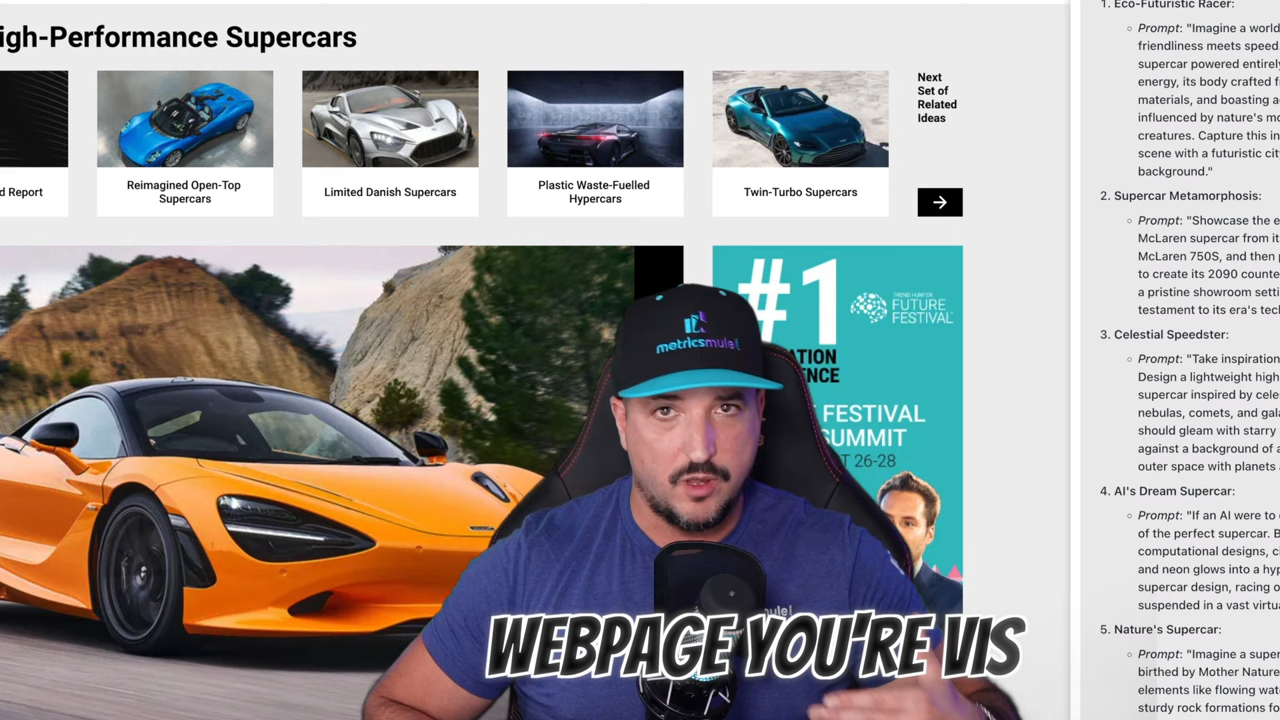 igh-Performance Supercars
d Report
Reimagined Open-Top
Supercars
Limited Danish Supercars
Plastic Waste-Fuelled
Hypercars
Twin-Turbo Supercars
Next
Set of
Related
Ideas
#1
TREND HUNTER
FUTURE
FESTIVAL
ATION
ENCE
FESTIVAL
SUMMIT
T 26-28
metricsmule
WEBPAGE YOU'RE VIS
1. Eco-Futuristic Racer:
Prompt: "Imagine a world
friendliness meets speed.
supercar powered entirely
energy, its body crafted f
materials, and boasting a
influenced by nature's mo
creatures. Capture this in
scene with a futuristic cit
background."
2. Supercar Metamorphosis:
Prompt: "Showcase the e
McLaren supercar from it
McLaren 750S, and then p
to create its 2090 counte
a pristine showroom setti
testament to its era's tech
3. Celestial Speedster:
Prompt: "Take inspiration
Design a lightweight high
supercar inspired by cele
nebulas, comets, and gal
should gleam with starry
against a background of a
outer space with planets
4. AI's Dream Supercar:
Prompt: "If an AI were to
of the perfect supercar. B
computational designs, c
and neon glows into a hyp
supercar design, racing o
suspended in a vast virtu
5. Nature's Supercar:
Prompt: "Imagine a super
birthed by Mother Nature
elements like flowing wat
sturdy rock formations fo